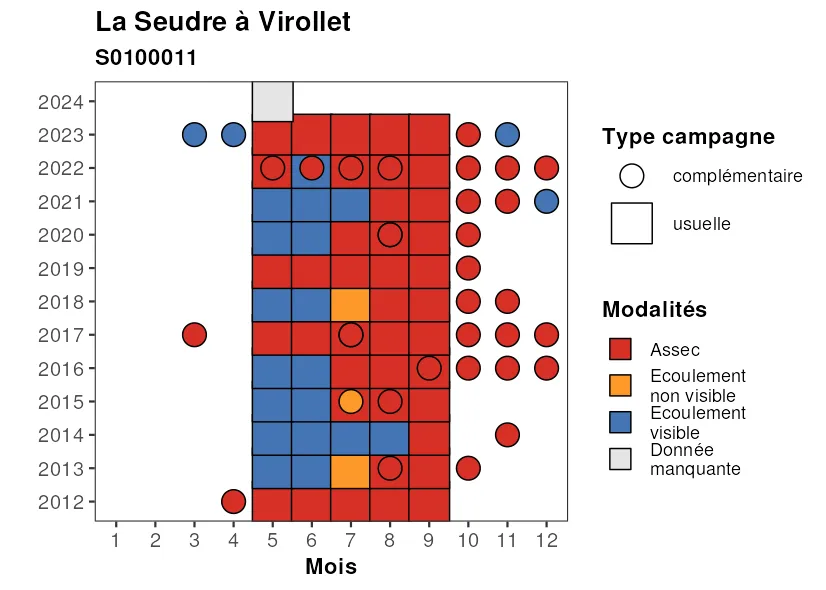 La Seudre à Virollet
S0100011
2024
2023
2022
2021
2020
2019
2018
2017
2016
2015
2014
2013
2012
1 2 3 4 5 6 7 8 9 10 11 12
Mois
Type campagne
complémentaire
usuelle
Modalités
Assec
Ecoulement
non visible
Ecoulement
visible
Donnée
manquante